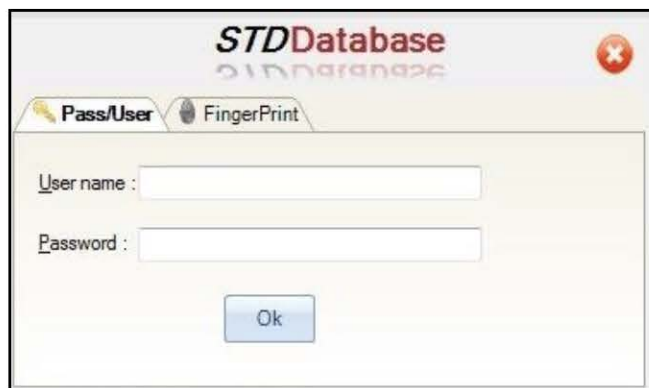 STDDatabase
Pass/User FingerPrint
User name :
Password :
Ok